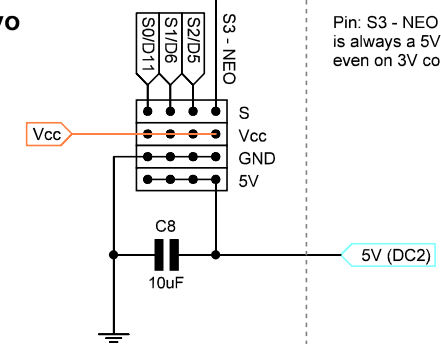 vo
S0/D11
S1/D6
S2/D5
S3 - NEO
Pin: S3 - NEO
is always a 5V
even on 3V co
S
Vcc
Vcc
GND
5V
C8
10uF
5V (DC2)